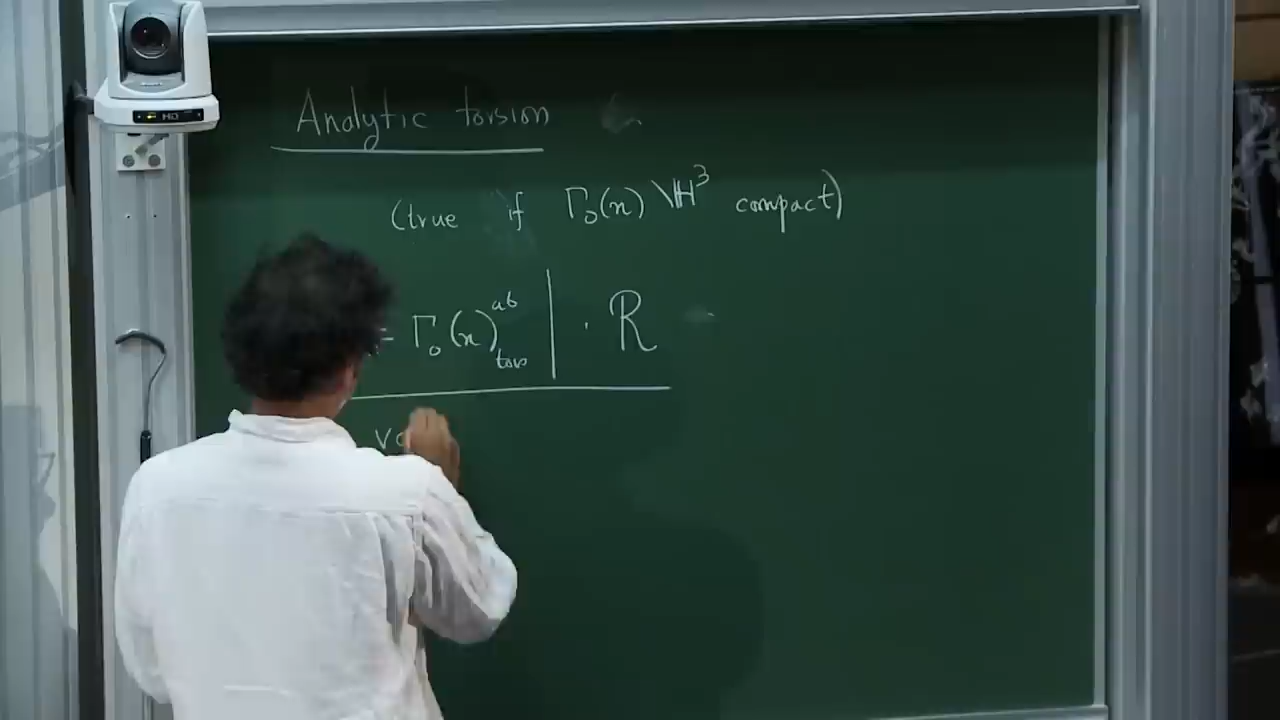 Analytic torsion
(true if Γ₀(n) \ H³ compact)
Γ₀(n)ᵃᵇ_tors | · R